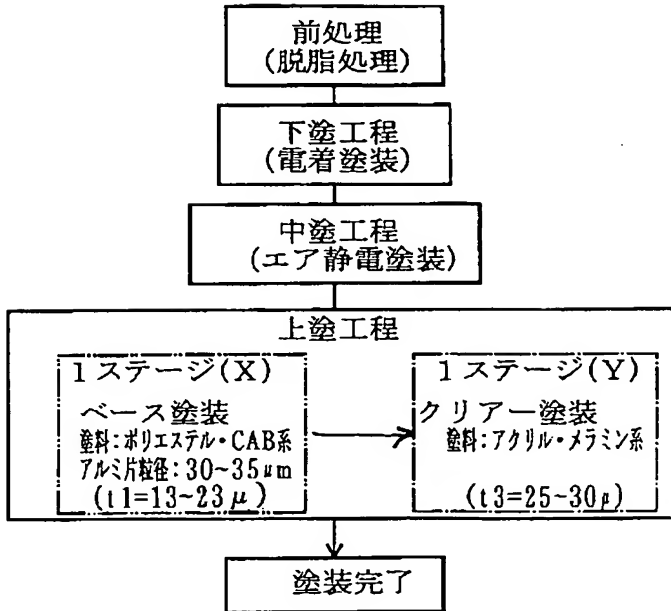 前処理
(脱脂処理)
下塗工程
(電着塗装)
中塗工程
(エア静電塗装)
上塗工程
1ステージ(X)
ベース塗装
塗料:ポリエステル・CAB系
アルミ片粒径:30~35μm
(t1=13~23μ)
1ステージ(Y)
クリアー塗装
塗料:アクリル・メラミン系
(t3=25~30μ)
塗装完了